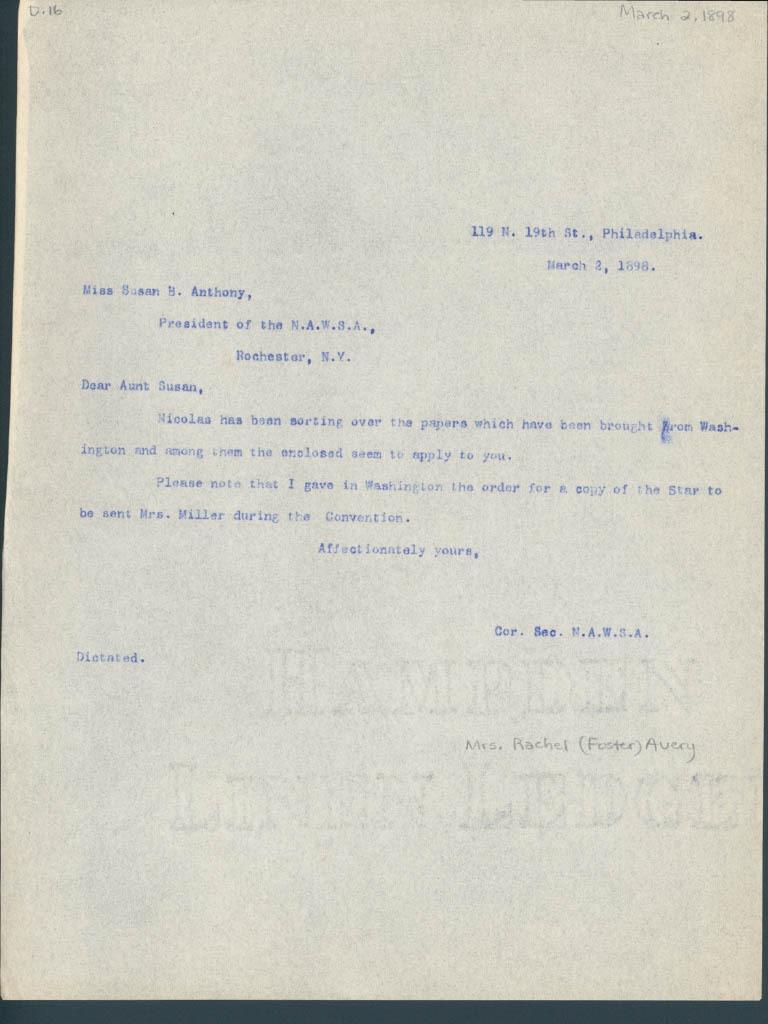 D.16
March 2, 1898
119 N. 19th St., Philadelphia.
March 2, 1898.
Miss Susan B. Anthony,
President of the N.A.W.S.A.,
Rochester, N.Y.
Dear Aunt Susan,
Nicolas has been sorting over the papers which have been brought from Wash-
ington and among them the enclosed seem to apply to you.
Please note that I gave in Washington the order for a copy of the Star to
be sent Mrs. Miller during the Convention.
Affectionately yours,
Cor. Sec. N.A.W.S.A.
Dictated.
HAMPDEN
Mrs. Rachel (Foster) Avery
LINEN LEDGER